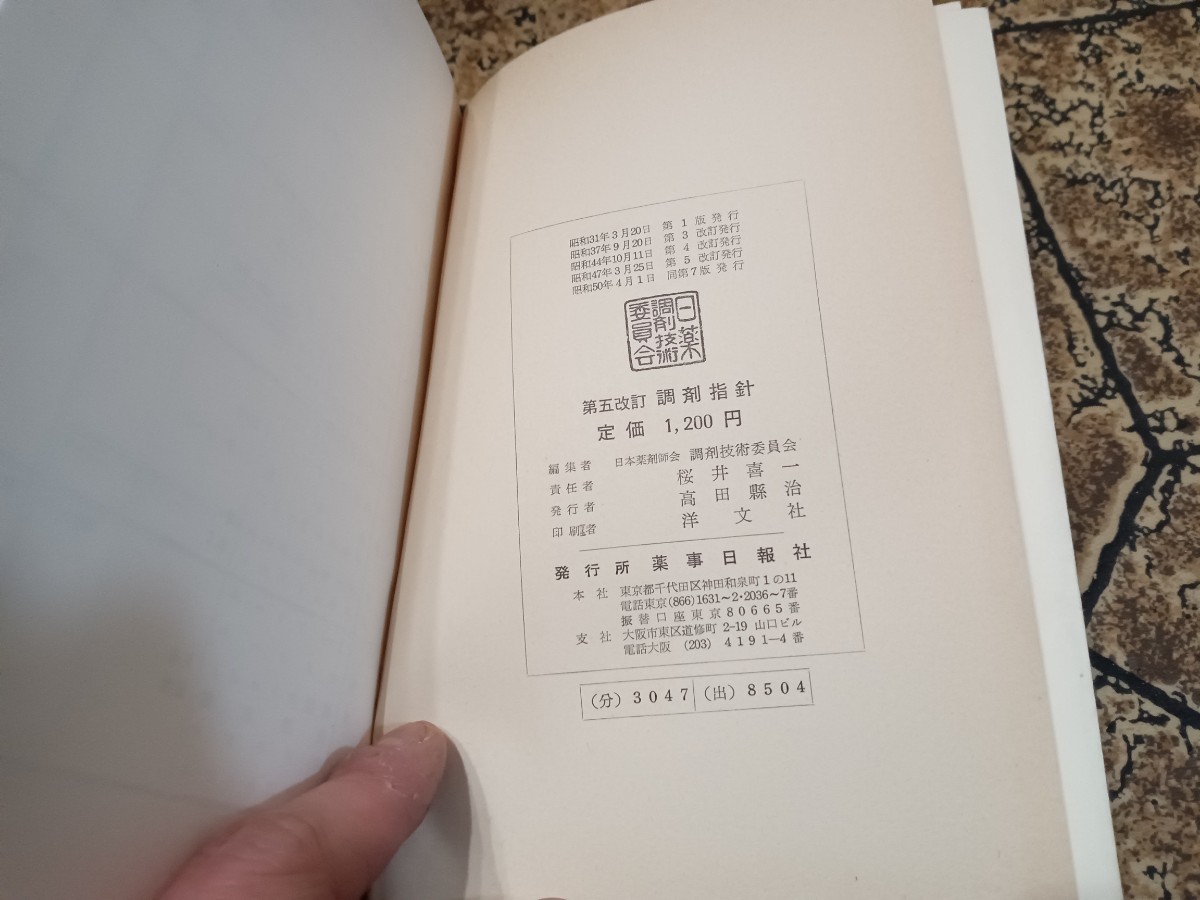 昭和31年3月20日 第1版発行
昭和37年9月20日 第3改訂発行
昭和44年10月11日 第4改訂発行
昭和47年3月25日 第5改訂発行
昭和50年4月1日 同第7版発行
日薬
調剤技術
委員会
第五改訂 調剤指針
定価 1,200円
編集者 日本薬剤師会 調剤技術委員会
責任者 桜井喜一
発行者 高田縣治
印刷者 洋文社
発行所 薬事日報社
本社 東京都千代田区神田和泉町1の11
電話東京(866)1631~2・2036~7番
振替口座東京80665番
支社 大阪市東区道修町2-19 山口ビル
電話大阪 (203) 4191-4番
(分)3047 (出)8504